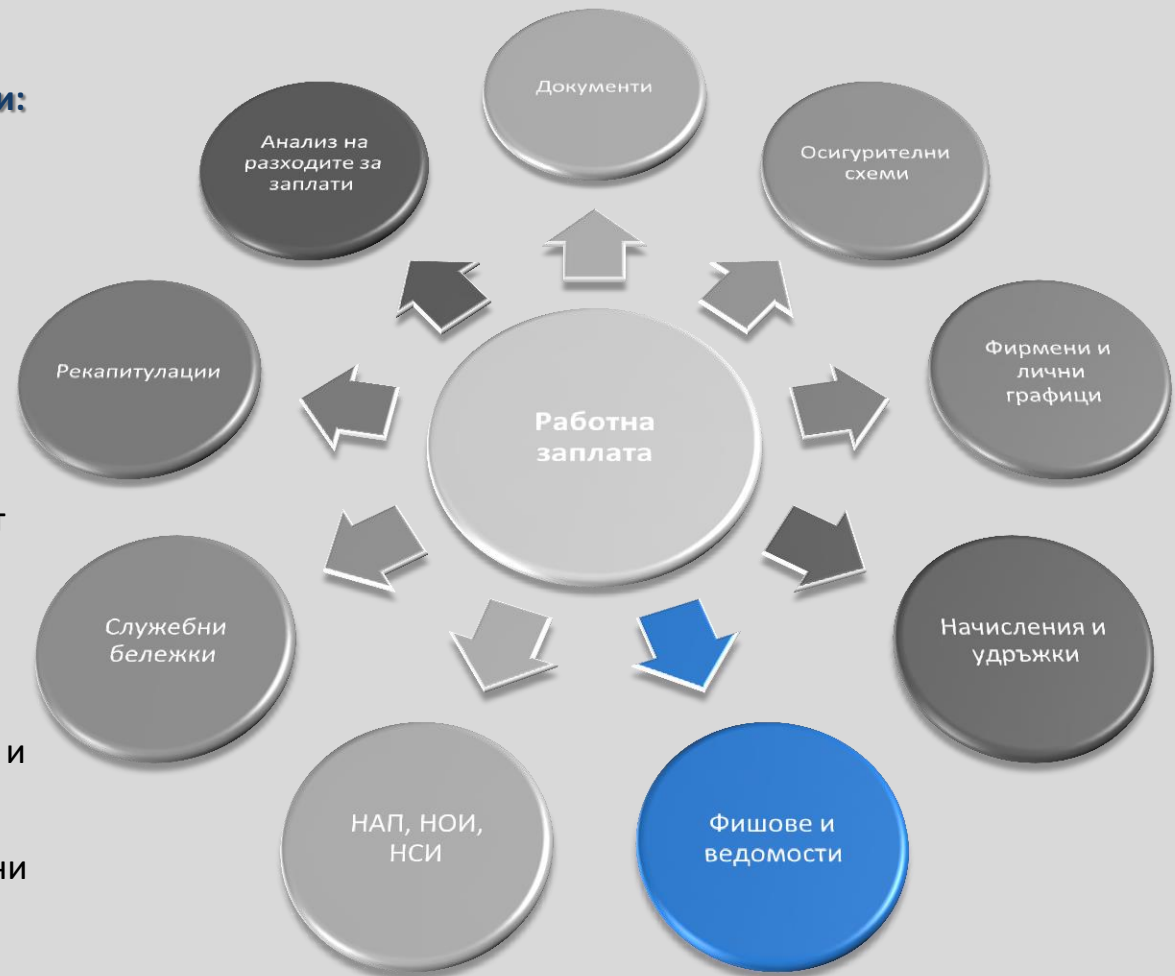 и:
т
и
ни
Документи
Осигурителни
схеми
Фирмени и
лични
графици
Начисления и
удръжки
Фишове и
ведомости
НАП, НОИ,
НСИ
Служебни
бележки
Рекапитулации
Анализ на
разходите за
заплати
Работна
заплата